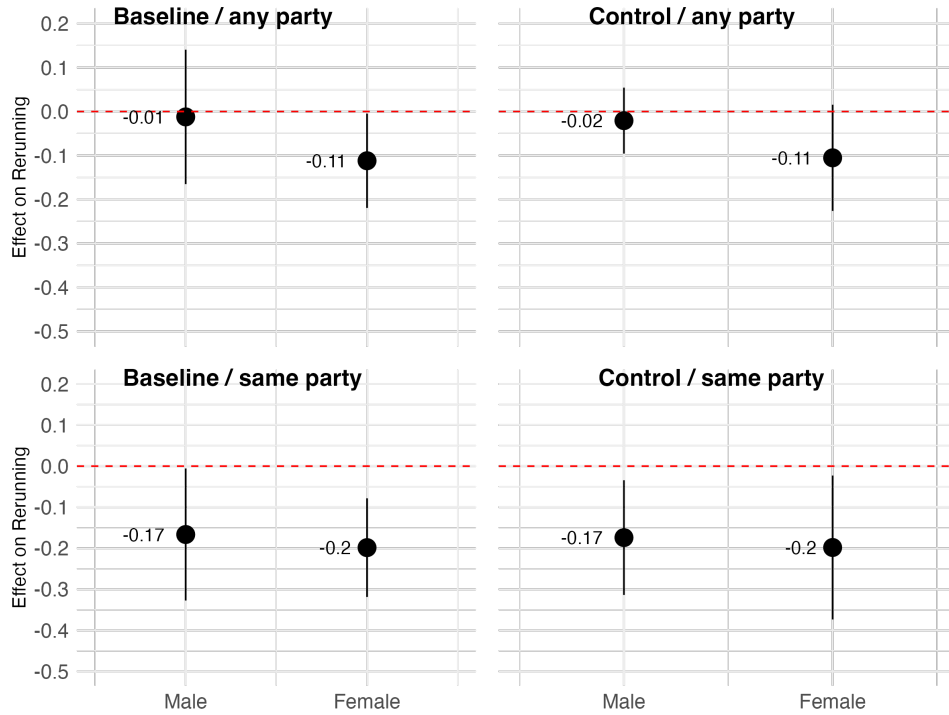 Baseline / any party
Control / any party
Effect on Rerunning
0.2
0.1
0.0
-0.1
-0.2
-0.3
-0.4
-0.5
-0.01
-0.11
-0.02
-0.11
Baseline / same party
Control / same party
Effect on Rerunning
0.2
0.1
0.0
-0.1
-0.2
-0.3
-0.4
-0.5
-0.17
-0.2
-0.17
-0.2
Male
Female
Male
Female